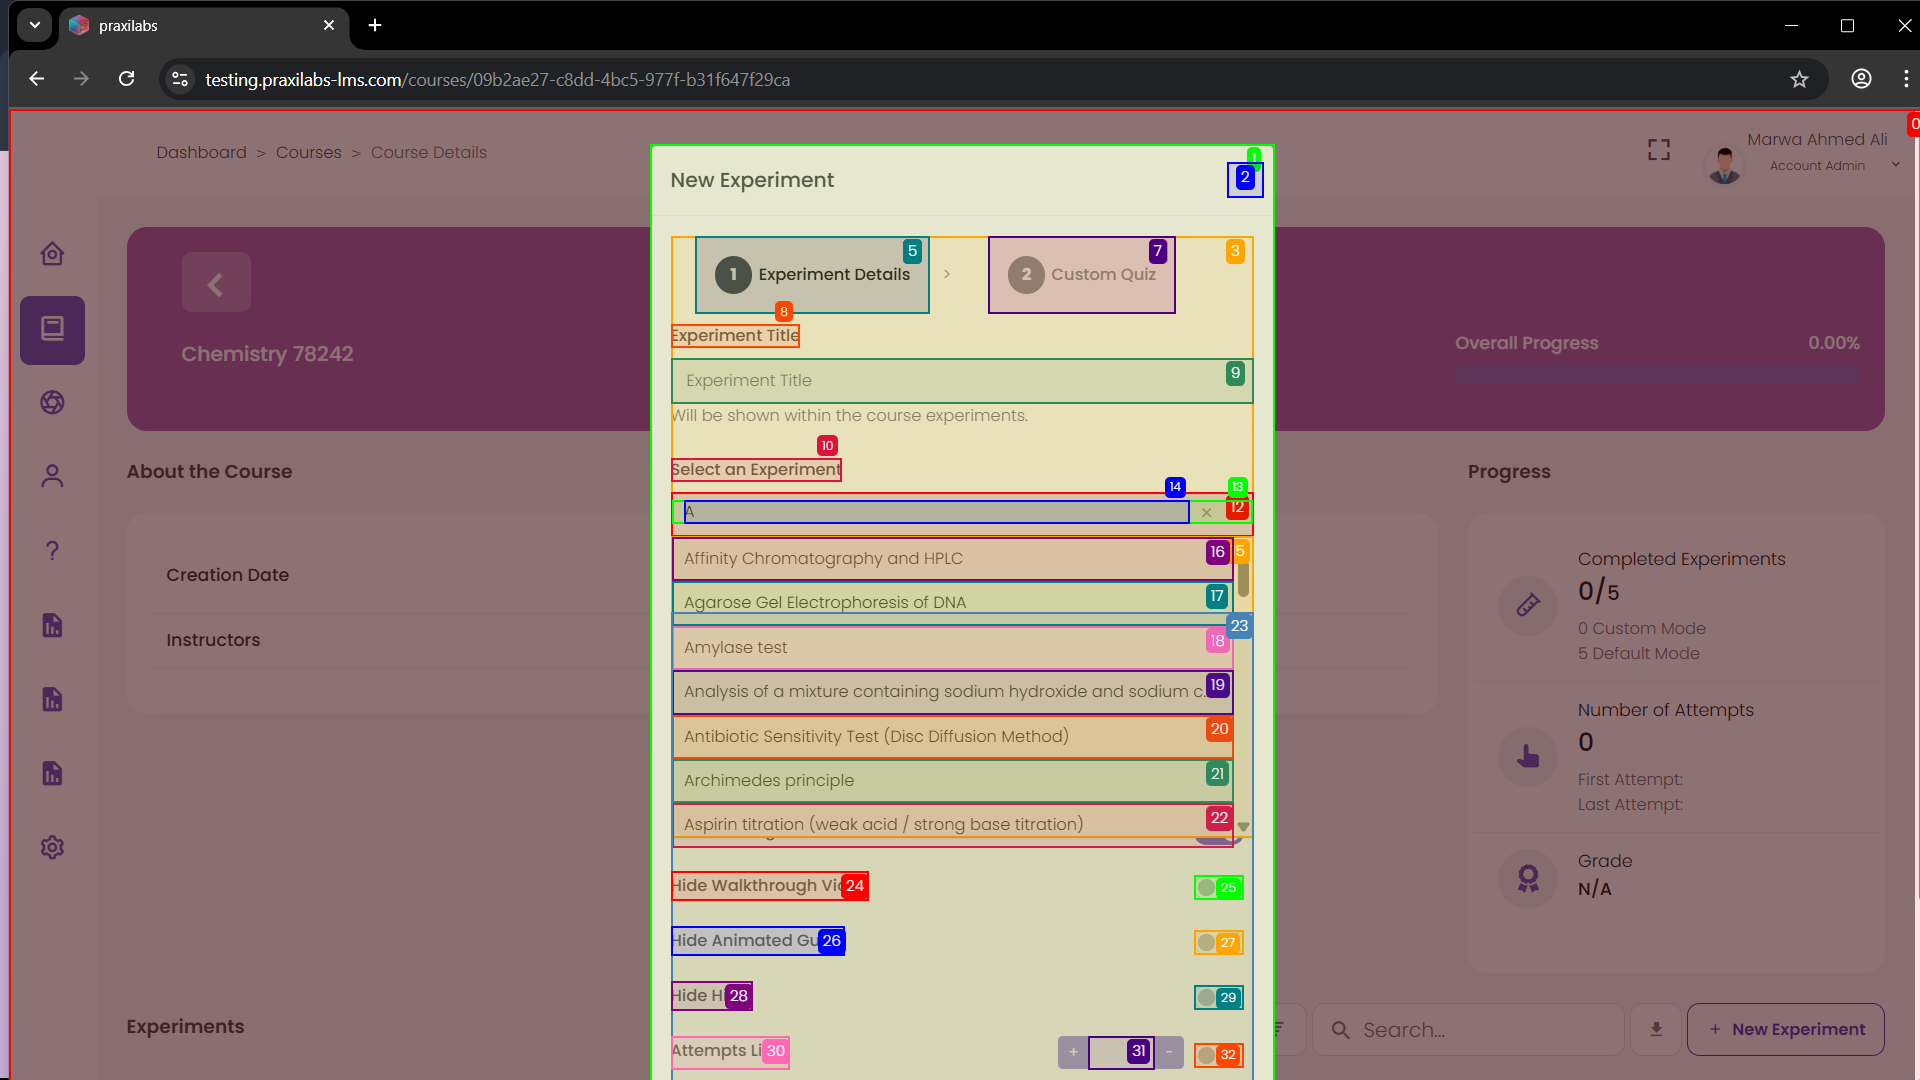 praxilabs
testing.praxilabs-lms.com/courses/09b2ae27-c8dd-4bc5-977f-b31f647f29ca
0
Dashboard > Courses > Course Details
Marwa Ahmed Ali
Account Admin
1
New Experiment
2
3
1 Experiment Details 5
>
2 Custom Quiz 7
8
Experiment Title
Experiment Title 9
Will be shown within the course experiments.
10
Select an Experiment
14 13
A × 12
Affinity Chromatography and HPLC 16 5
Agarose Gel Electrophoresis of DNA 17
23
Amylase test 18
Analysis of a mixture containing sodium hydroxide and sodium c... 19
Antibiotic Sensitivity Test (Disc Diffusion Method) 20
Archimedes principle 21
Aspirin titration (weak acid / strong base titration) 22
Hide Walkthrough Vi 24 25
Hide Animated Gu 26 27
Hide Hi 28 29
Attempts Li 30 + 31 - 32
Chemistry 78242
Overall Progress 0.00%
About the Course
Creation Date
Instructors
Progress
Completed Experiments
0/5
0 Custom Mode
5 Default Mode
Number of Attempts
0
First Attempt:
Last Attempt:
Grade
N/A
Experiments
Search...
+ New Experiment